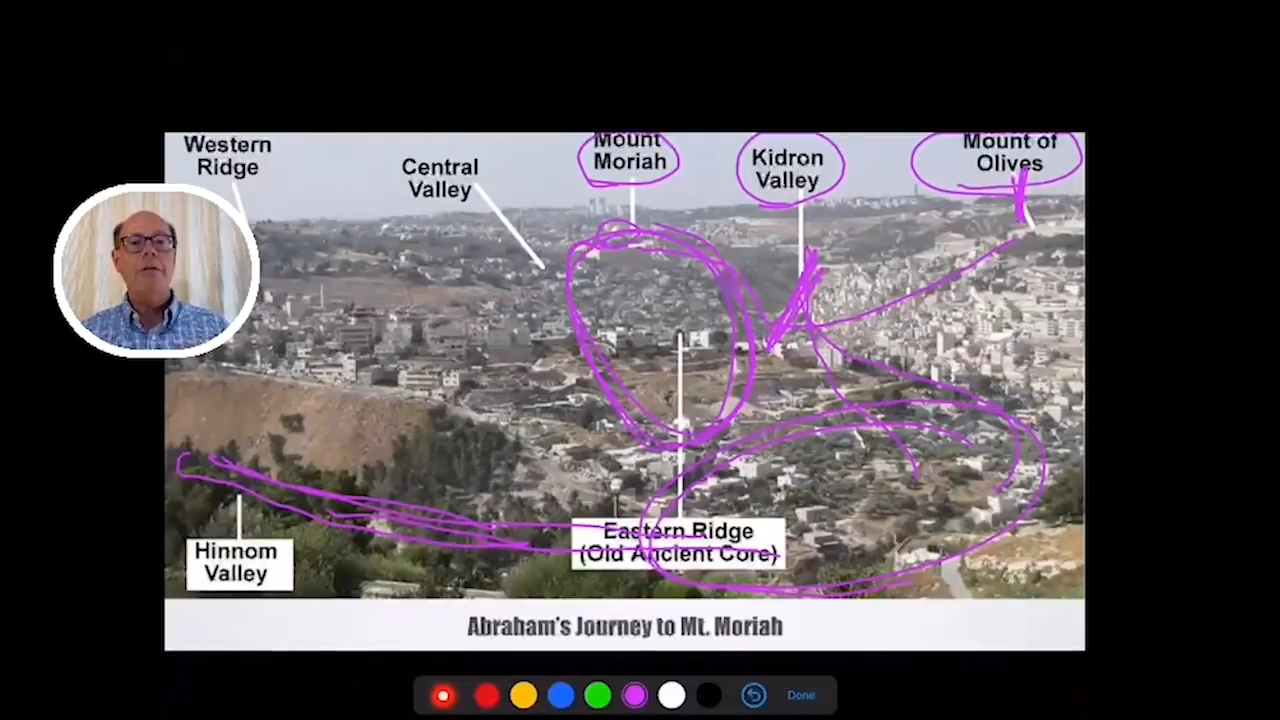 Western
Ridge
Central
Valley
Mount
Moriah
Kidron
Valley
Mount of
Olives
Hinnom
Valley
Eastern Ridge
(Old Ancient Core)
Abraham's Journey to Mt. Moriah
Done